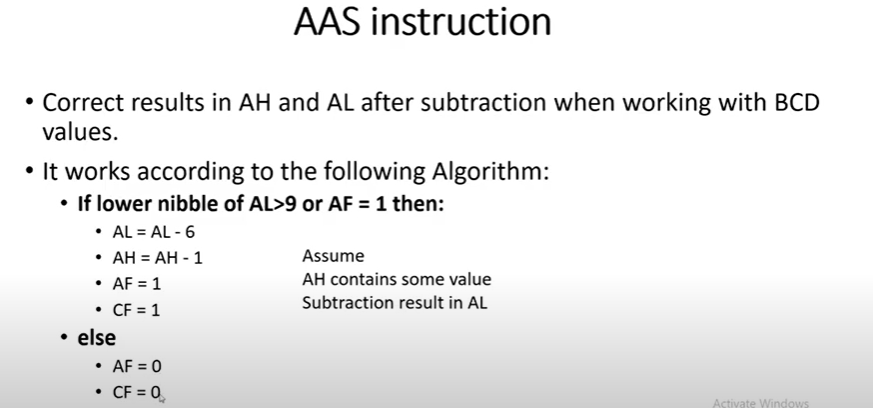 AAS instruction
• Correct results in AH and AL after subtraction when working with BCD
values.
• It works according to the following Algorithm:
• If lower nibble of AL>9 or AF = 1 then:
• AL = AL - 6
• AH = AH - 1
• AF = 1
• CF = 1
Assume
AH contains some value
Subtraction result in AL
• else
• AF = 0
• CF = 0
Activate Windows